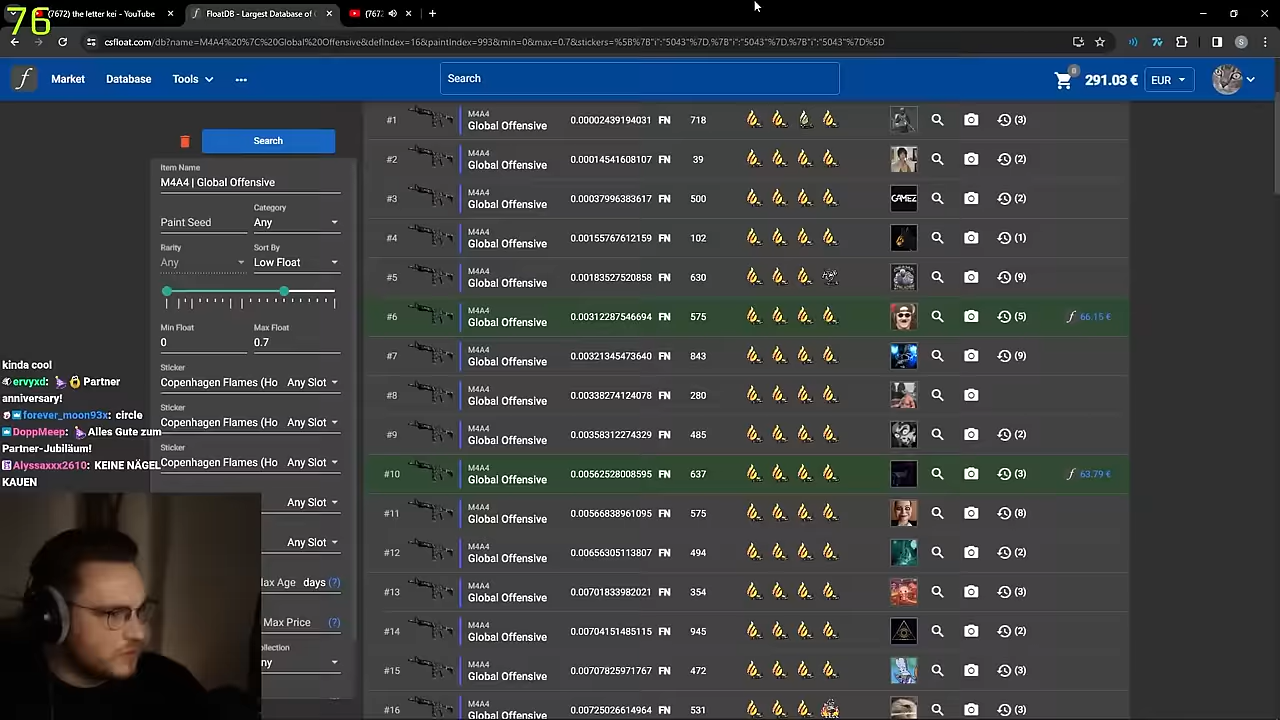 76
(7672) the letter kei - YouTube
FloatDB - Largest Database of
(767
csfloat.com/db?name=M4A4%20%7C%20Global%20Offensive&defIndex=16&paintIndex=993&min=0&max=0.7&stickers=%5B%7B"i":"5043"%7D,%7B"i":"5043"%7D,%7B"i":"5043"%7D%5D
S
f
Market
Database
Tools
Search
0
291.03 €
EUR
Search
Item Name
M4A4 | Global Offensive
Paint Seed
Category
Any
Rarity
Any
Sort By
Low Float
Min Float
0
Max Float
0.7
Sticker
Copenhagen Flames (Ho Any Slot
Sticker
Copenhagen Flames (Ho Any Slot
Sticker
Copenhagen Flames (Ho Any Slot
Any Slot
Any Slot
ax Age days (?)
Max Price (?)
ollection
ny
kinda cool
ervyxd: Partner
anniversary!
forever_moon93x: circle
DoppMeep: Alles Gute zum
Partner-Jubiläum!
Alyssaxxx2610: KEINE NÄGEL
KAUEN
#1 M4A4 Global Offensive 0.00002439194031 FN 718 (3)
#2 M4A4 Global Offensive 0.00014541608107 FN 39 (2)
#3 M4A4 Global Offensive 0.00037996383617 FN 500 GAMEZ (2)
#4 M4A4 Global Offensive 0.00155767612159 FN 102 (1)
#5 M4A4 Global Offensive 0.00183527520858 FN 630 (9)
#6 M4A4 Global Offensive 0.00312287546694 FN 575 (5) f 66.15 €
#7 M4A4 Global Offensive 0.00321345473640 FN 843 (9)
#8 M4A4 Global Offensive 0.00338274124078 FN 280
#9 M4A4 Global Offensive 0.00358312274329 FN 485 (2)
#10 M4A4 Global Offensive 0.00562528008595 FN 637 (3) f 63.79 €
#11 M4A4 Global Offensive 0.00566838961095 FN 575 (8)
#12 M4A4 Global Offensive 0.00656305113807 FN 494 (2)
#13 M4A4 Global Offensive 0.00701833982021 FN 354 (3)
#14 M4A4 Global Offensive 0.00704151485115 FN 945 (2)
#15 M4A4 Global Offensive 0.00707825971767 FN 472 (3)
#16 M4A4 Global Offensive 0.00725026614964 FN 531 (3)